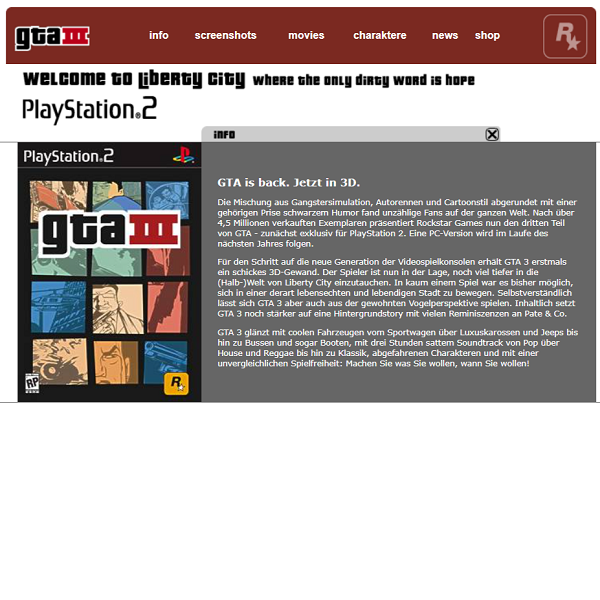 gta III
info screenshots movies charaktere news shop
R
welcome to liberty city where the only dirty word is hope
PlayStation®2
info
PlayStation®2
gta III
RP
R
GTA is back. Jetzt in 3D.
Die Mischung aus Gangstersimulation, Autorennen und Cartoonstil abgerundet mit einer
gehörigen Prise schwarzem Humor fand unzählige Fans auf der ganzen Welt. Nach über
4,5 Millionen verkauften Exemplaren präsentiert Rockstar Games nun den dritten Teil
von GTA - zunächst exklusiv für PlayStation 2. Eine PC-Version wird im Laufe des
nächsten Jahres folgen.
Für den Schritt auf die neue Generation der Videospielkonsolen erhält GTA 3 erstmals
ein schickes 3D-Gewand. Der Spieler ist nun in der Lage, noch viel tiefer in die
(Halb-)Welt von Liberty City einzutauchen. In kaum einem Spiel war es bisher möglich,
sich in einer derart lebensechten und lebendigen Stadt zu bewegen. Selbstverständlich
lässt sich GTA 3 aber auch aus der gewohnten Vogelperspektive spielen. Inhaltlich setzt
GTA 3 noch stärker auf eine Hintergrundstory mit vielen Reminiszenzen an Pate & Co.
GTA 3 glänzt mit coolen Fahrzeugen vom Sportwagen über Luxuskarossen und Jeeps bis
hin zu Bussen und sogar Booten, mit drei Stunden sattem Soundtrack von Pop über
House und Reggae bis hin zu Klassik, abgefahrenen Charakteren und mit einer
unvergleichlichen Spielfreiheit: Machen Sie was Sie wollen, wann Sie wollen!